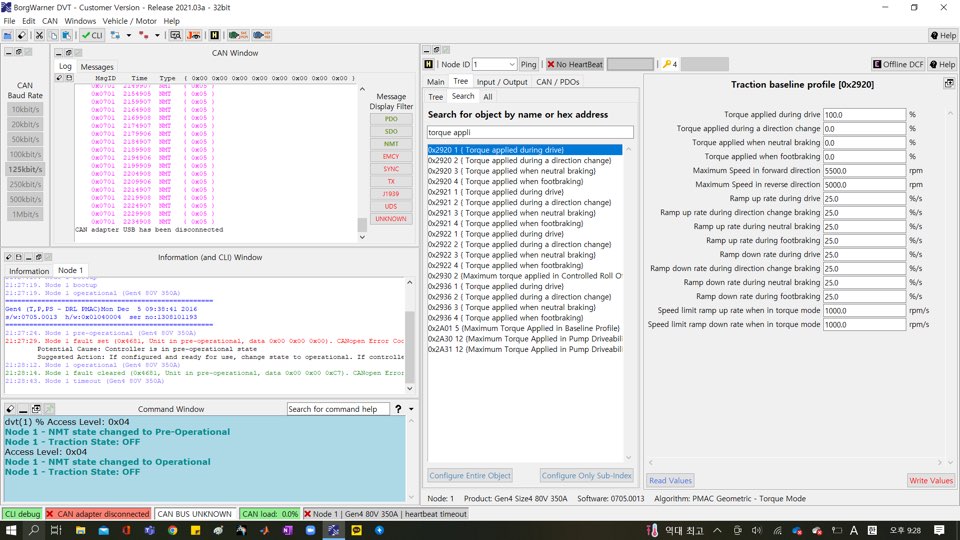 BorgWarner DVT - Customer Version - Release 2021.03a - 32bit
File Edit CAN Windows Vehicle / Motor Help
CLI
Help
CAN Window
Log Messages
CAN
Baud Rate
10kbit/s
20kbit/s
50kbit/s
100kbit/s
125kbit/s
250kbit/s
500kbit/s
1Mbit/s
MsgID Time Type ( 0X00 0X00 0X00 0X00 0X00 0X00 0X00 0X00 )
0x0701 2154908 NMT ( 0x05 )
0x0701 2159908 NMT ( 0x05 )
0x0701 2164908 NMT ( 0x05 )
0x0701 2169908 NMT ( 0x05 )
0x0701 2174907 NMT ( 0x05 )
0x0701 2179908 NMT ( 0x05 )
0x0701 2184908 NMT ( 0x05 )
0x0701 2189908 NMT ( 0x05 )
0x0701 2194908 NMT ( 0x05 )
0x0701 2199908 NMT ( 0x05 )
0x0701 2204908 NMT ( 0x05 )
0x0701 2209908 NMT ( 0x05 )
0x0701 2214908 NMT ( 0x05 )
0x0701 2224908 NMT ( 0x05 )
0x0701 2229908 NMT ( 0x05 )
0x0701 2234908 NMT ( 0x05 )
CAN adapter USB has been disconnected
Message
Display Filter
PDO
SDO
NMT
EMCY
SYNC
TX
J1939
UDS
UNKNOWN
Information (and CLI) Window
Information Node 1
21:27:19. Node 1 bootup
21:27:19. Node 1 operational (Gen4 80V 350A)
Gen4 (T,P,PS - DRL PMAC)Mon Dec 5 09:38:41 2016
s/w:0705.0013 h/w:0x01040004 ser no:1308101193
21:27:24. Node 1 pre-operational (Gen4 80V 350A)
21:27:29. Node 1 fault set (0x4681, Unit in pre-operational, data 0x00 0x00 0x00). CANopen Error Coo
Potential Cause: Controller is in pre-operational state
Suggested Action: If configured and ready for use, change state to operational. If controlle
21:28:12. Node 1 operational (Gen4 80V 350A)
21:28:14. Node 1 fault cleared (0x4681, Unit in pre-operational, data 0x00 0x00 0xC7). CANopen Error
21:28:43. Node 1 timeout (Gen4 80V 350A)
Command Window
Search for command help
?
dvt(1) % Access Level: 0x04
Node 1 - NMT state changed to Pre-Operational
Node 1 - Traction State: OFF
Access Level: 0x04
Node 1 - NMT state changed to Operational
Node 1 - Traction State: OFF
H Node ID 1 Ping No HeartBeat 4 Offline DCF Help
Main Tree Input / Output CAN / PDOs
Tree Search All
Search for object by name or hex address
torque appli
0x2920 1 ( Torque applied during drive)
0x2920 2 ( Torque applied during a direction change)
0x2920 3 ( Torque applied when neutral braking)
0x2920 4 ( Torque applied when footbraking)
0x2921 1 ( Torque applied during drive)
0x2921 2 ( Torque applied during a direction change)
0x2921 3 ( Torque applied when neutral braking)
0x2921 4 ( Torque applied when footbraking)
0x2922 1 ( Torque applied during drive)
0x2922 2 ( Torque applied during a direction change)
0x2922 3 ( Torque applied when neutral braking)
0x2922 4 ( Torque applied when footbraking)
0x2930 2 (Maximum torque applied in Controlled Roll O
0x2936 1 ( Torque applied during drive)
0x2936 2 ( Torque applied during a direction change)
0x2936 3 ( Torque applied when neutral braking)
0x2936 4 ( Torque applied when footbraking)
0x2A01 5 (Maximum Torque Applied in Baseline Profile)
0x2A30 12 (Maximum Torque Applied in Pump Driveabil
0x2A31 12 (Maximum Torque Applied in Pump Driveabil
Configure Entire Object Configure Only Sub-Index
Traction baseline profile [0x2920]
Torque applied during drive 100.0 %
Torque applied during a direction change 0.0 %
Torque applied when neutral braking 0.0 %
Torque applied when footbraking 0.0 %
Maximum Speed in forward direction 5500.0 rpm
Maximum Speed in reverse direction 5000.0 rpm
Ramp up rate during drive 25.0 %/s
Ramp up rate during direction change braking 25.0 %/s
Ramp up rate during neutral braking 25.0 %/s
Ramp up rate during footbraking 25.0 %/s
Ramp down rate during drive 25.0 %/s
Ramp down rate during direction change braking 25.0 %/s
Ramp down rate during neutral braking 25.0 %/s
Ramp down rate during footbraking 25.0 %/s
Speed limit ramp up rate when in torque mode 1000.0 rpm/s
Speed limit ramp down rate when in torque mode 1000.0 rpm/s
Read Values Write Values
Node: 1 Product: Gen4 Size4 80V 350A Software: 0705.0013 Algorithm: PMAC Geometric - Torque Mode
CLI debug CAN adapter disconnected CAN BUS UNKNOWN CAN load: 0.0% Node 1 | Gen4 80V 350A | heartbeat timeout
역대 최고 A 漢 오후 9:28